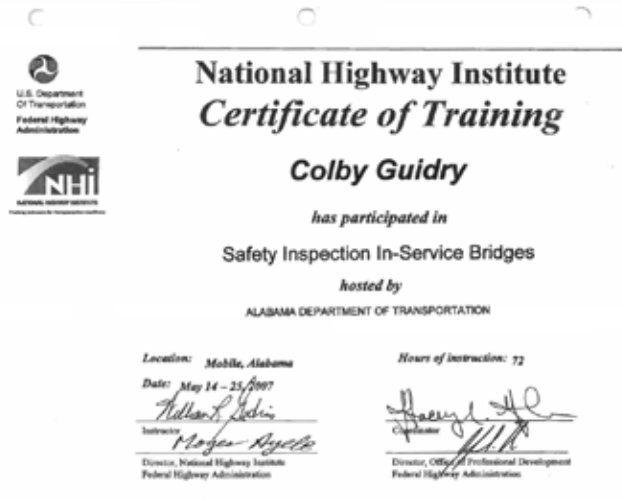 U.S. Department
Of Transportation
Federal Highway
Administration
NHI
NATIONAL HIGHWAY INSTITUTE
National Highway Institute
Certificate of Training
Colby Guidry
has participated in
Safety Inspection In-Service Bridges
hosted by
ALABAMA DEPARTMENT OF TRANSPORTATION
Location: Mobile, Alabama
Hours of instruction: 72
Date: May 14 – 25, 2007
Instructor
Coordinator
Director, National Highway Institute
Federal Highway Administration
Director, Office of Professional Development
Federal Highway Administration